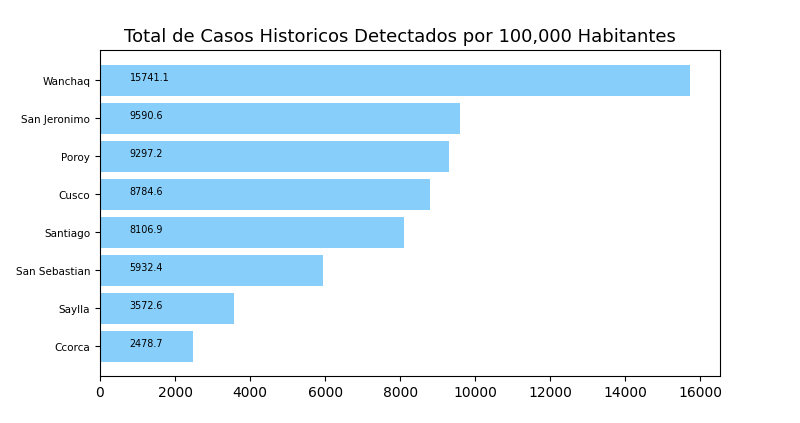 Total de Casos Historicos Detectados por 100,000 Habitantes
Wanchaq 15741.1
San Jeronimo 9590.6
Poroy 9297.2
Cusco 8784.6
Santiago 8106.9
San Sebastian 5932.4
Saylla 3572.6
Ccorca 2478.7
0 2000 4000 6000 8000 10000 12000 14000 16000